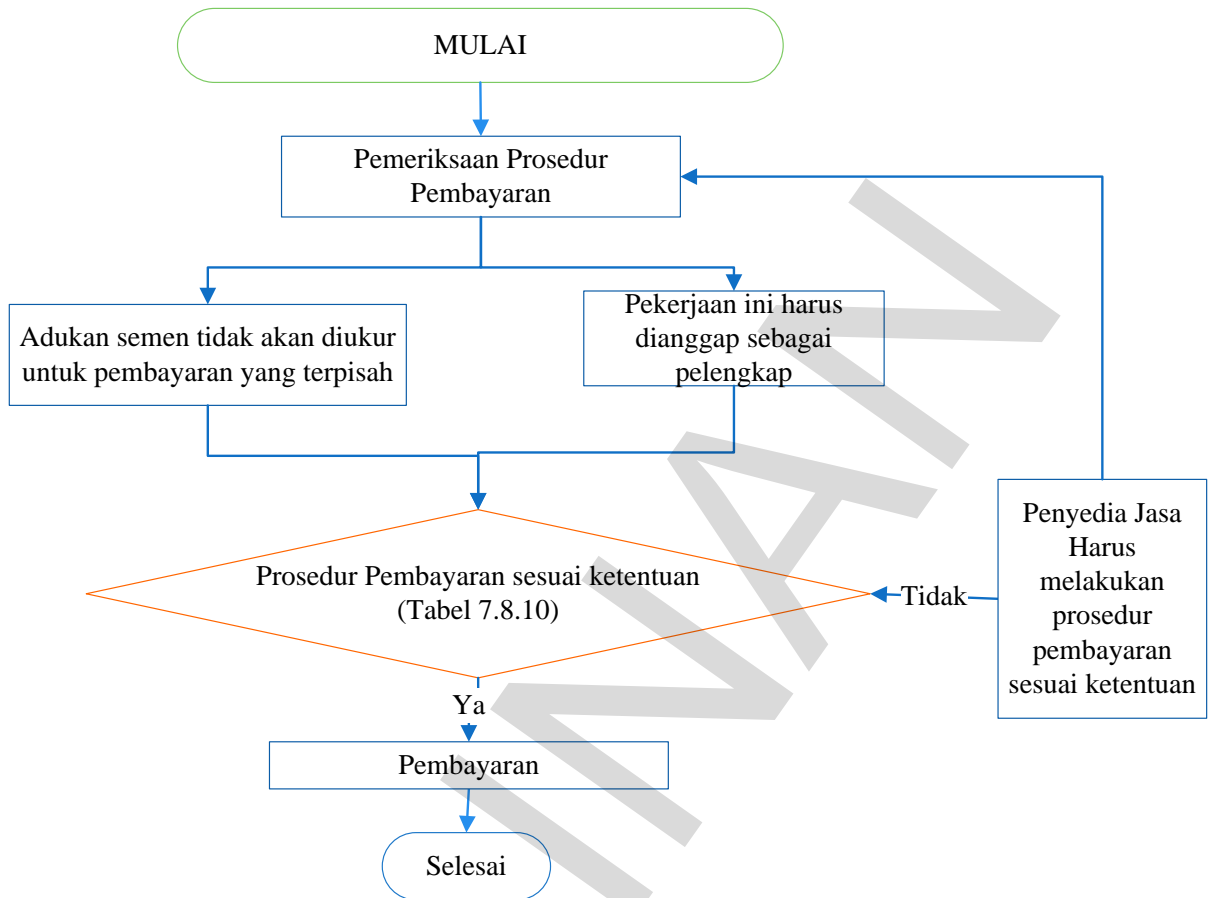 MULAI
Pemeriksaan Prosedur
Pembayaran
Adukan semen tidak akan diukur
untuk pembayaran yang terpisah
Pekerjaan ini harus
dianggap sebagai
pelengkap
Prosedur Pembayaran sesuai ketentuan
(Tabel 7.8.10)
Tidak
Penyedia Jasa
Harus
melakukan
prosedur
pembayaran
sesuai ketentuan
Ya
Pembayaran
Selesai
INAN